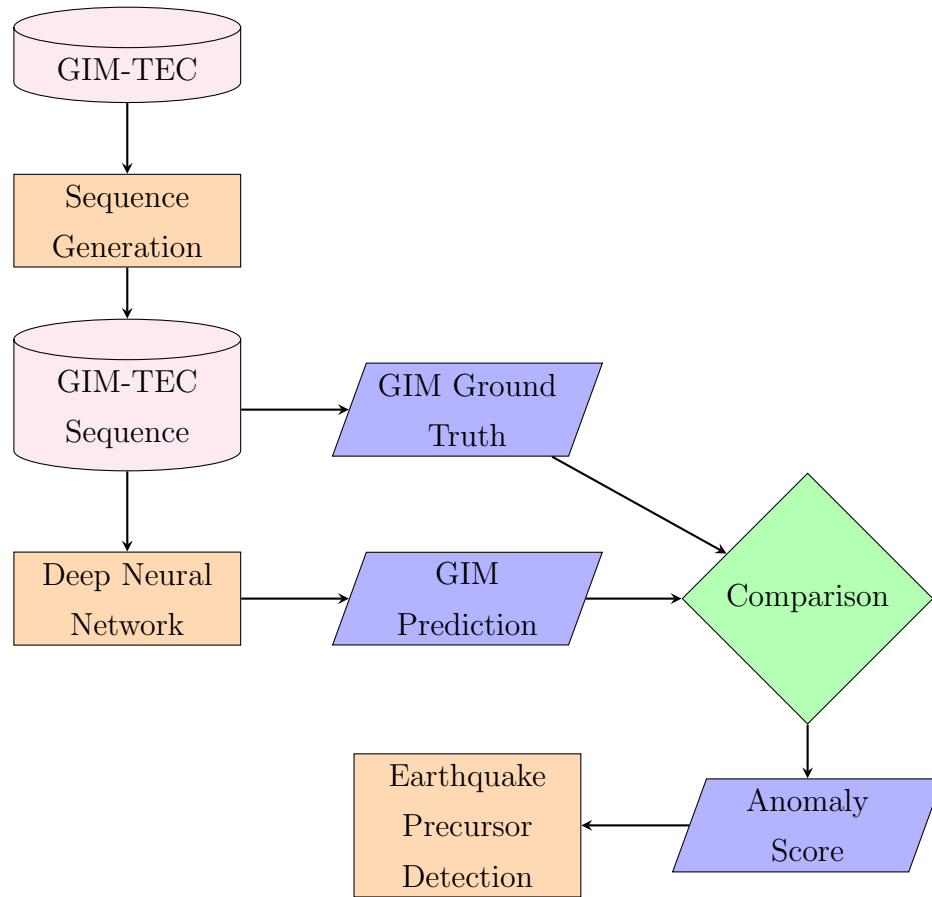 GIM-TEC
Sequence
Generation
GIM-TEC
Sequence
GIM Ground
Truth
Deep Neural
Network
GIM
Prediction
Comparison
Anomaly
Score
Earthquake
Precursor
Detection